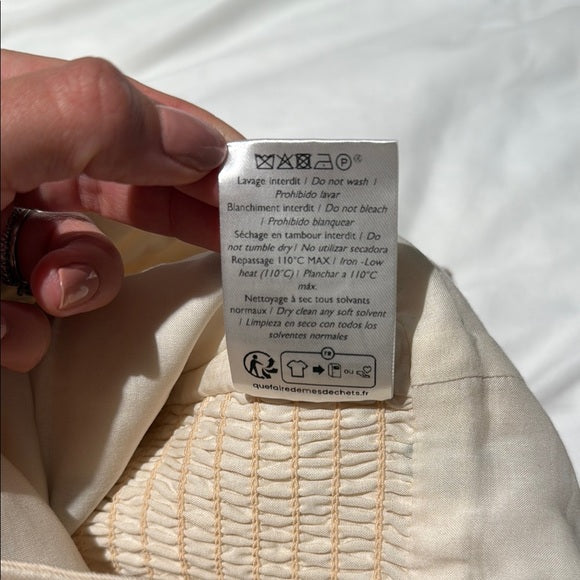 P
Lavage interdit / Do not wash /
Prohibido lavar
Blanchiment interdit / Do not bleach
/ Prohibido blanquear
Séchage en tambour interdit / Do
not tumble dry / No utilizar secadora
Repassage 110°C MAX / Iron -Low
heat (110°C) / Planchar a 110°C
máx.
Nettoyage à sec tous solvants
normaux / Dry clean any soft solvent
/ Limpieza en seco con todos los
solventes normales
FR
ou
quefairedemesdechets.fr